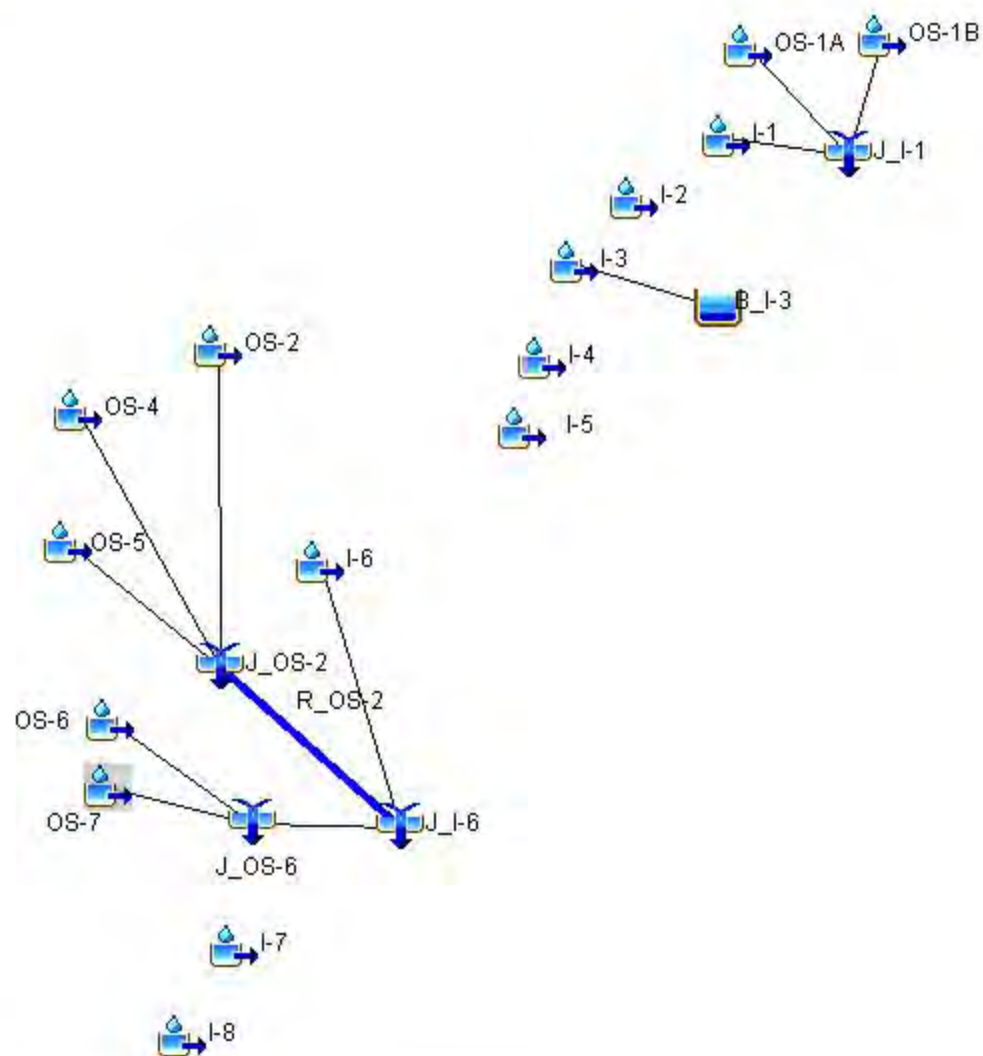 OS-1A
OS-1B
I-1
J_I-1
I-2
I-3
B_I-3
OS-2
I-4
OS-4
I-5
OS-5
I-6
J_OS-2
R_OS-2
OS-6
OS-7
J_I-6
J_OS-6
I-7
I-8